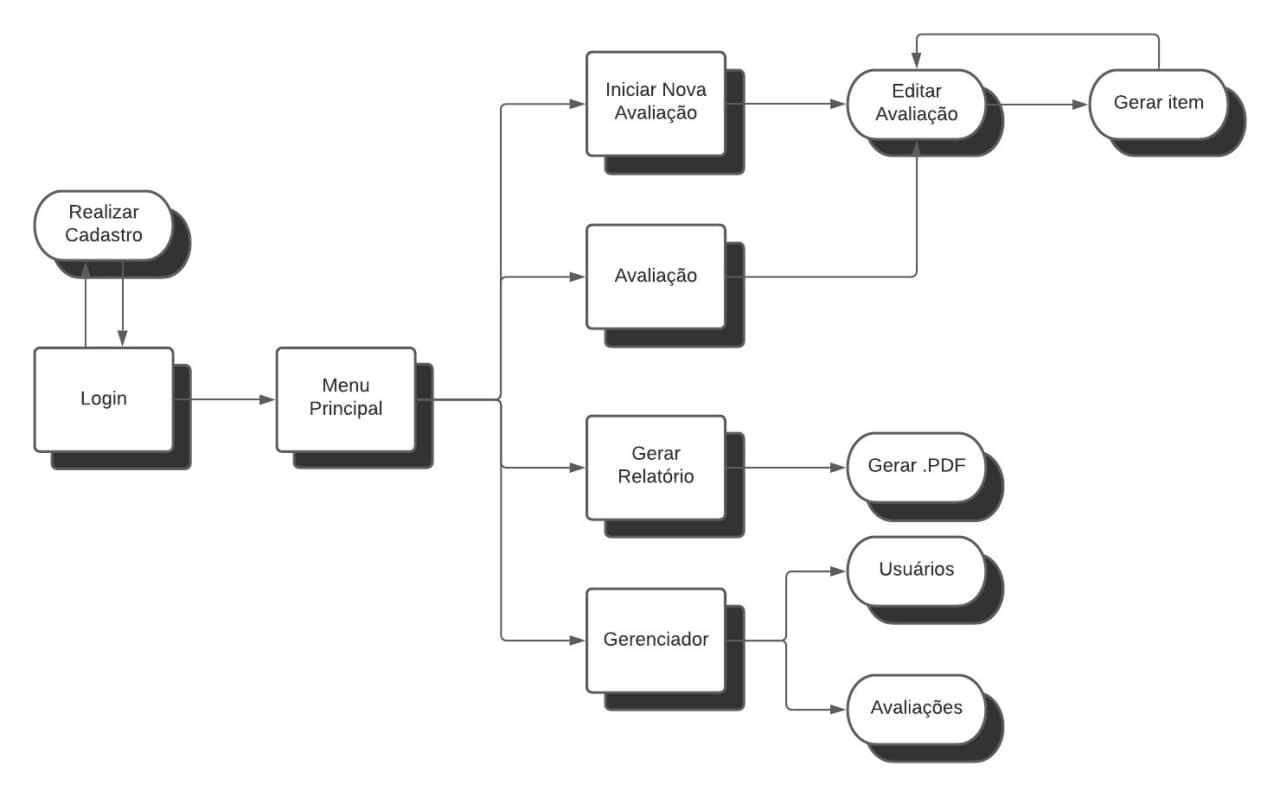 Iniciar Nova
Avaliação
Editar
Avaliação
Gerar item
Realizar
Cadastro
Avaliação
Login
Menu
Principal
Gerar
Relatório
Gerar .PDF
Usuários
Gerenciador
Avaliações